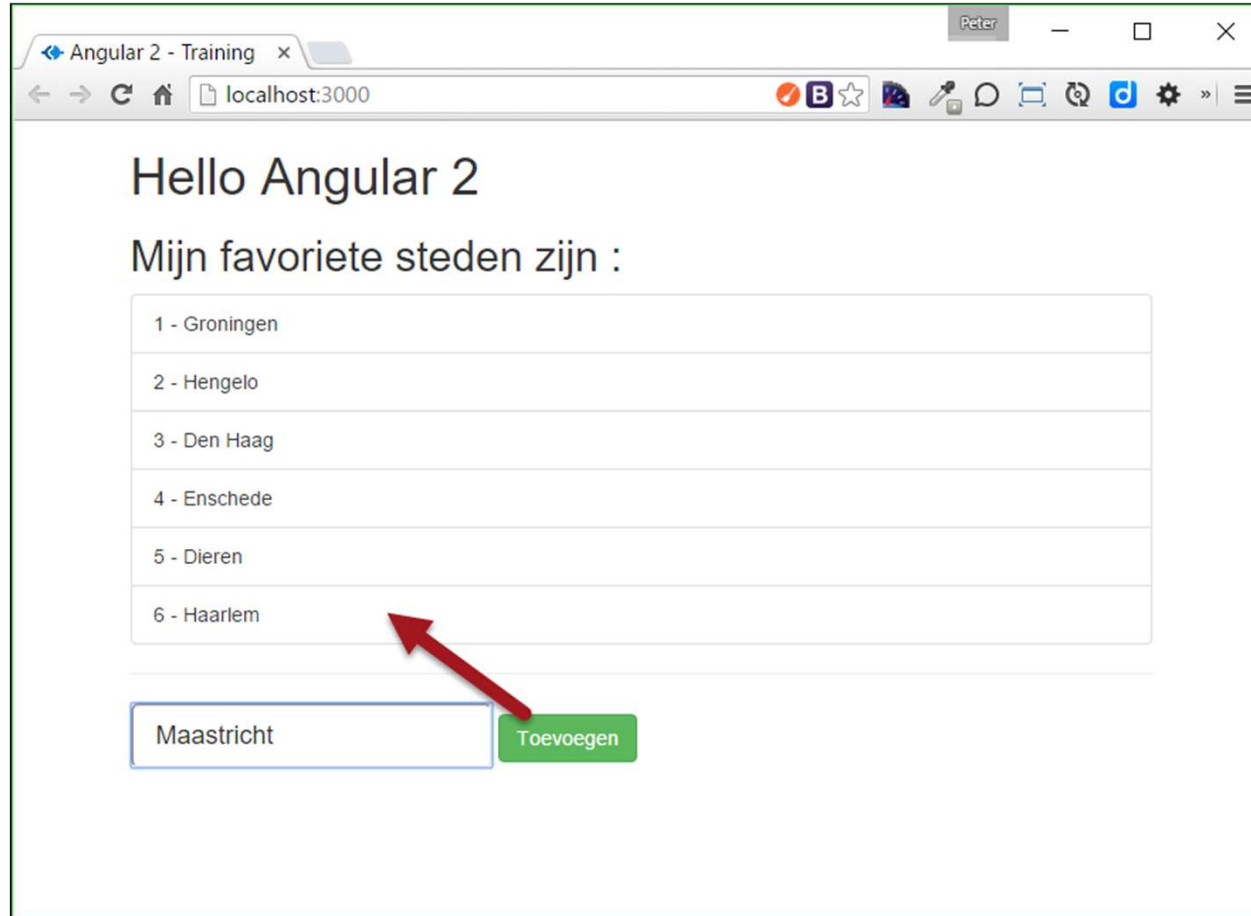 Peter
Angular 2 - Training
localhost:3000
Hello Angular 2
Mijn favoriete steden zijn :
1 - Groningen
2 - Hengelo
3 - Den Haag
4 - Enschede
5 - Dieren
6 - Haarlem
Maastricht
Toevoegen